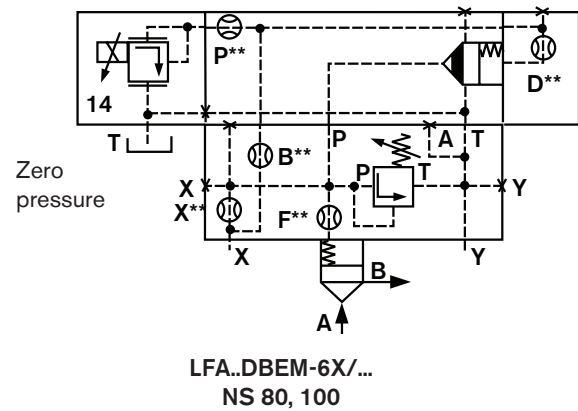 P**
D**
14
T
P
A
T
Zero
pressure
B**
X
P
T
Y
X**
F**
X
Y
B
A
LFA..DBEM-6X/...
NS 80, 100